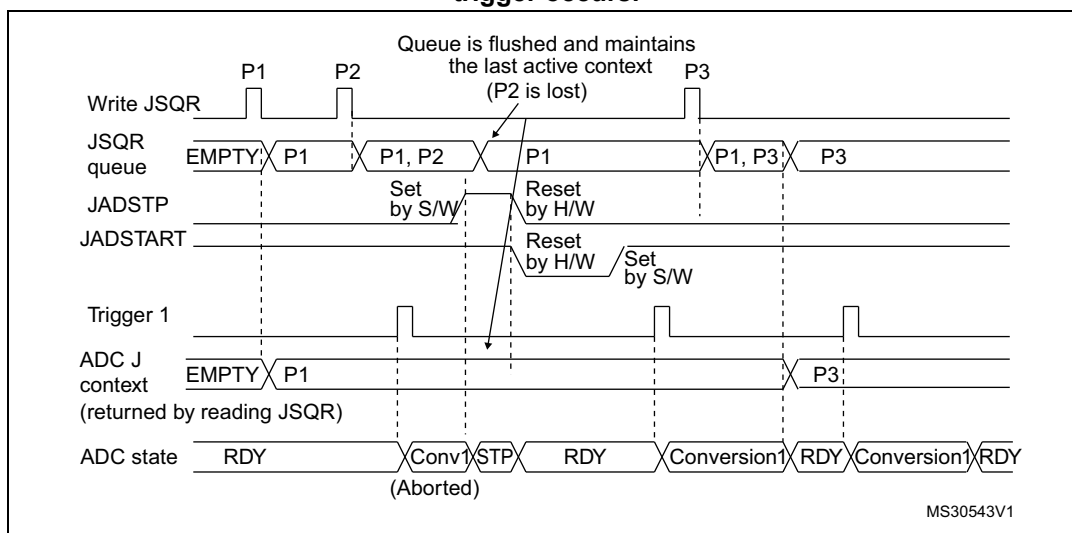 trigger occurs.
Queue is flushed and maintains
the last active context
(P2 is lost)
P1 P2 P3
Write JSQR
JSQR
queue
EMPTY P1 P1, P2 P1 P1, P3 P3
Set
by S/W
Reset
by H/W
JADSTP
JADSTART
Reset
by H/W
Set
by S/W
Trigger 1
ADC J
context
(returned by reading JSQR)
EMPTY P1 P3
ADC state RDY Conv1 STP RDY Conversion1 RDY Conversion1 RDY
(Aborted)
MS30543V1